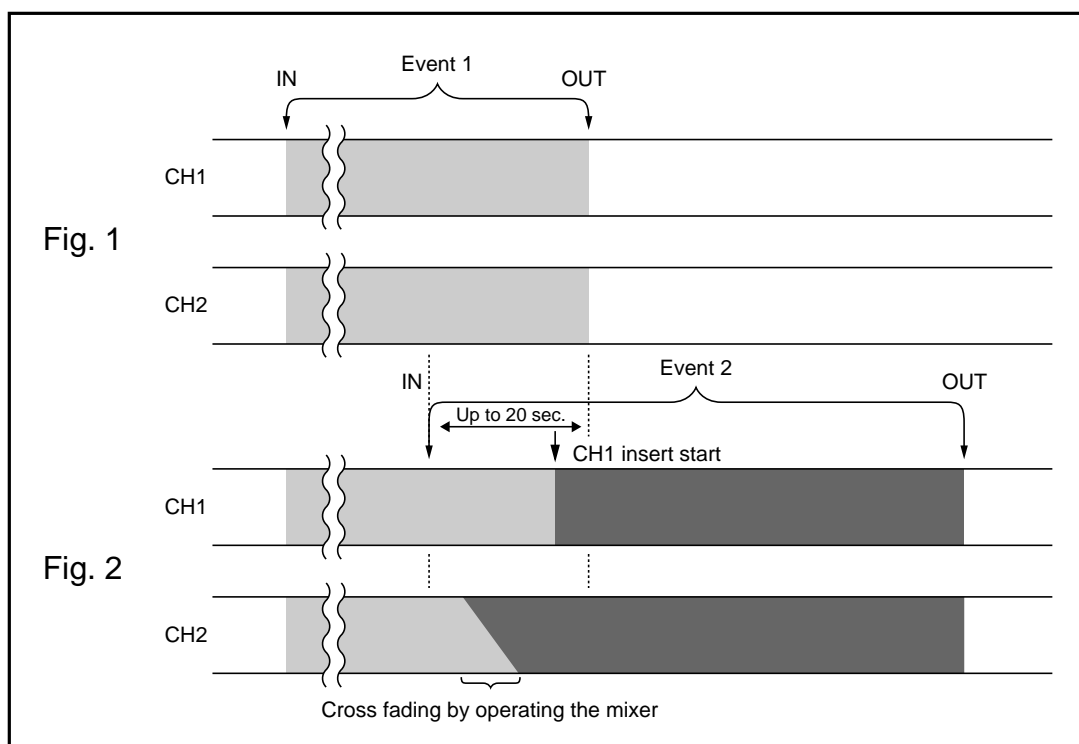 Event 1
IN
OUT
CH1
Fig. 1
CH2
Event 2
IN
OUT
Up to 20 sec.
CH1 insert start
CH1
Fig. 2
CH2
Cross fading by operating the mixer